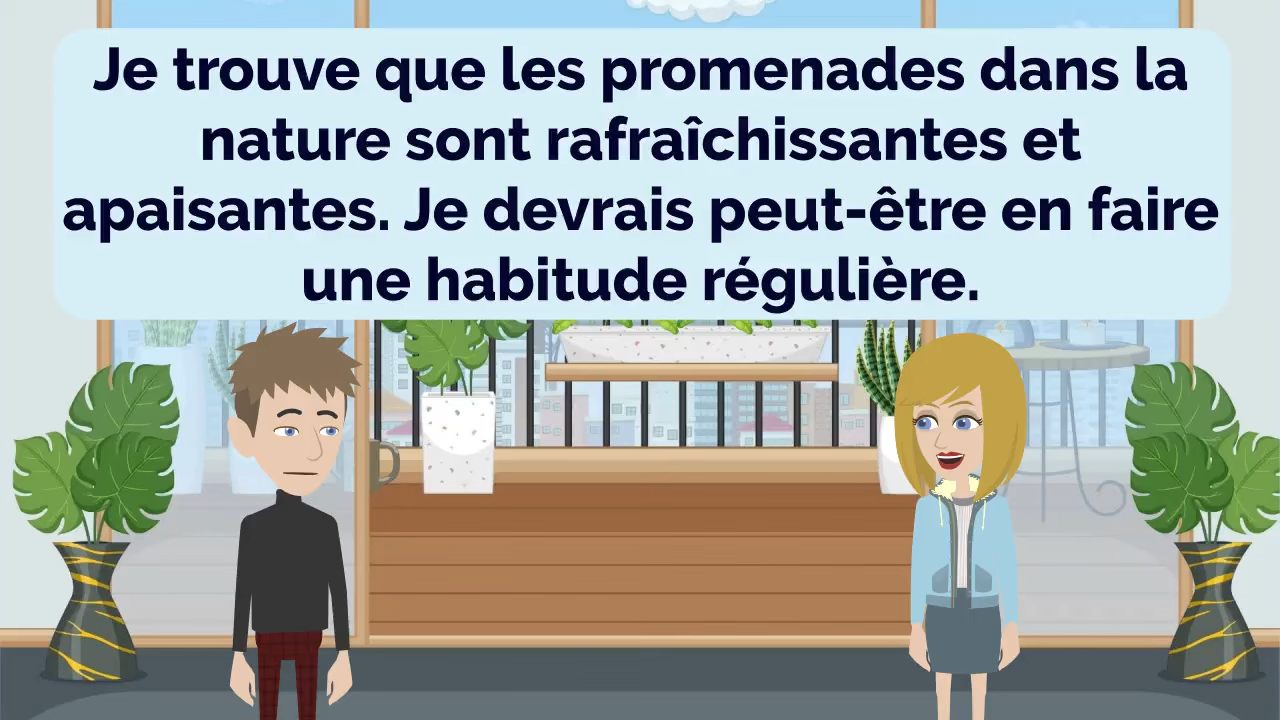 Je trouve que les promenades dans la
nature sont rafraîchissantes et
apaisantes. Je devrais peut-être en faire
une habitude régulière.